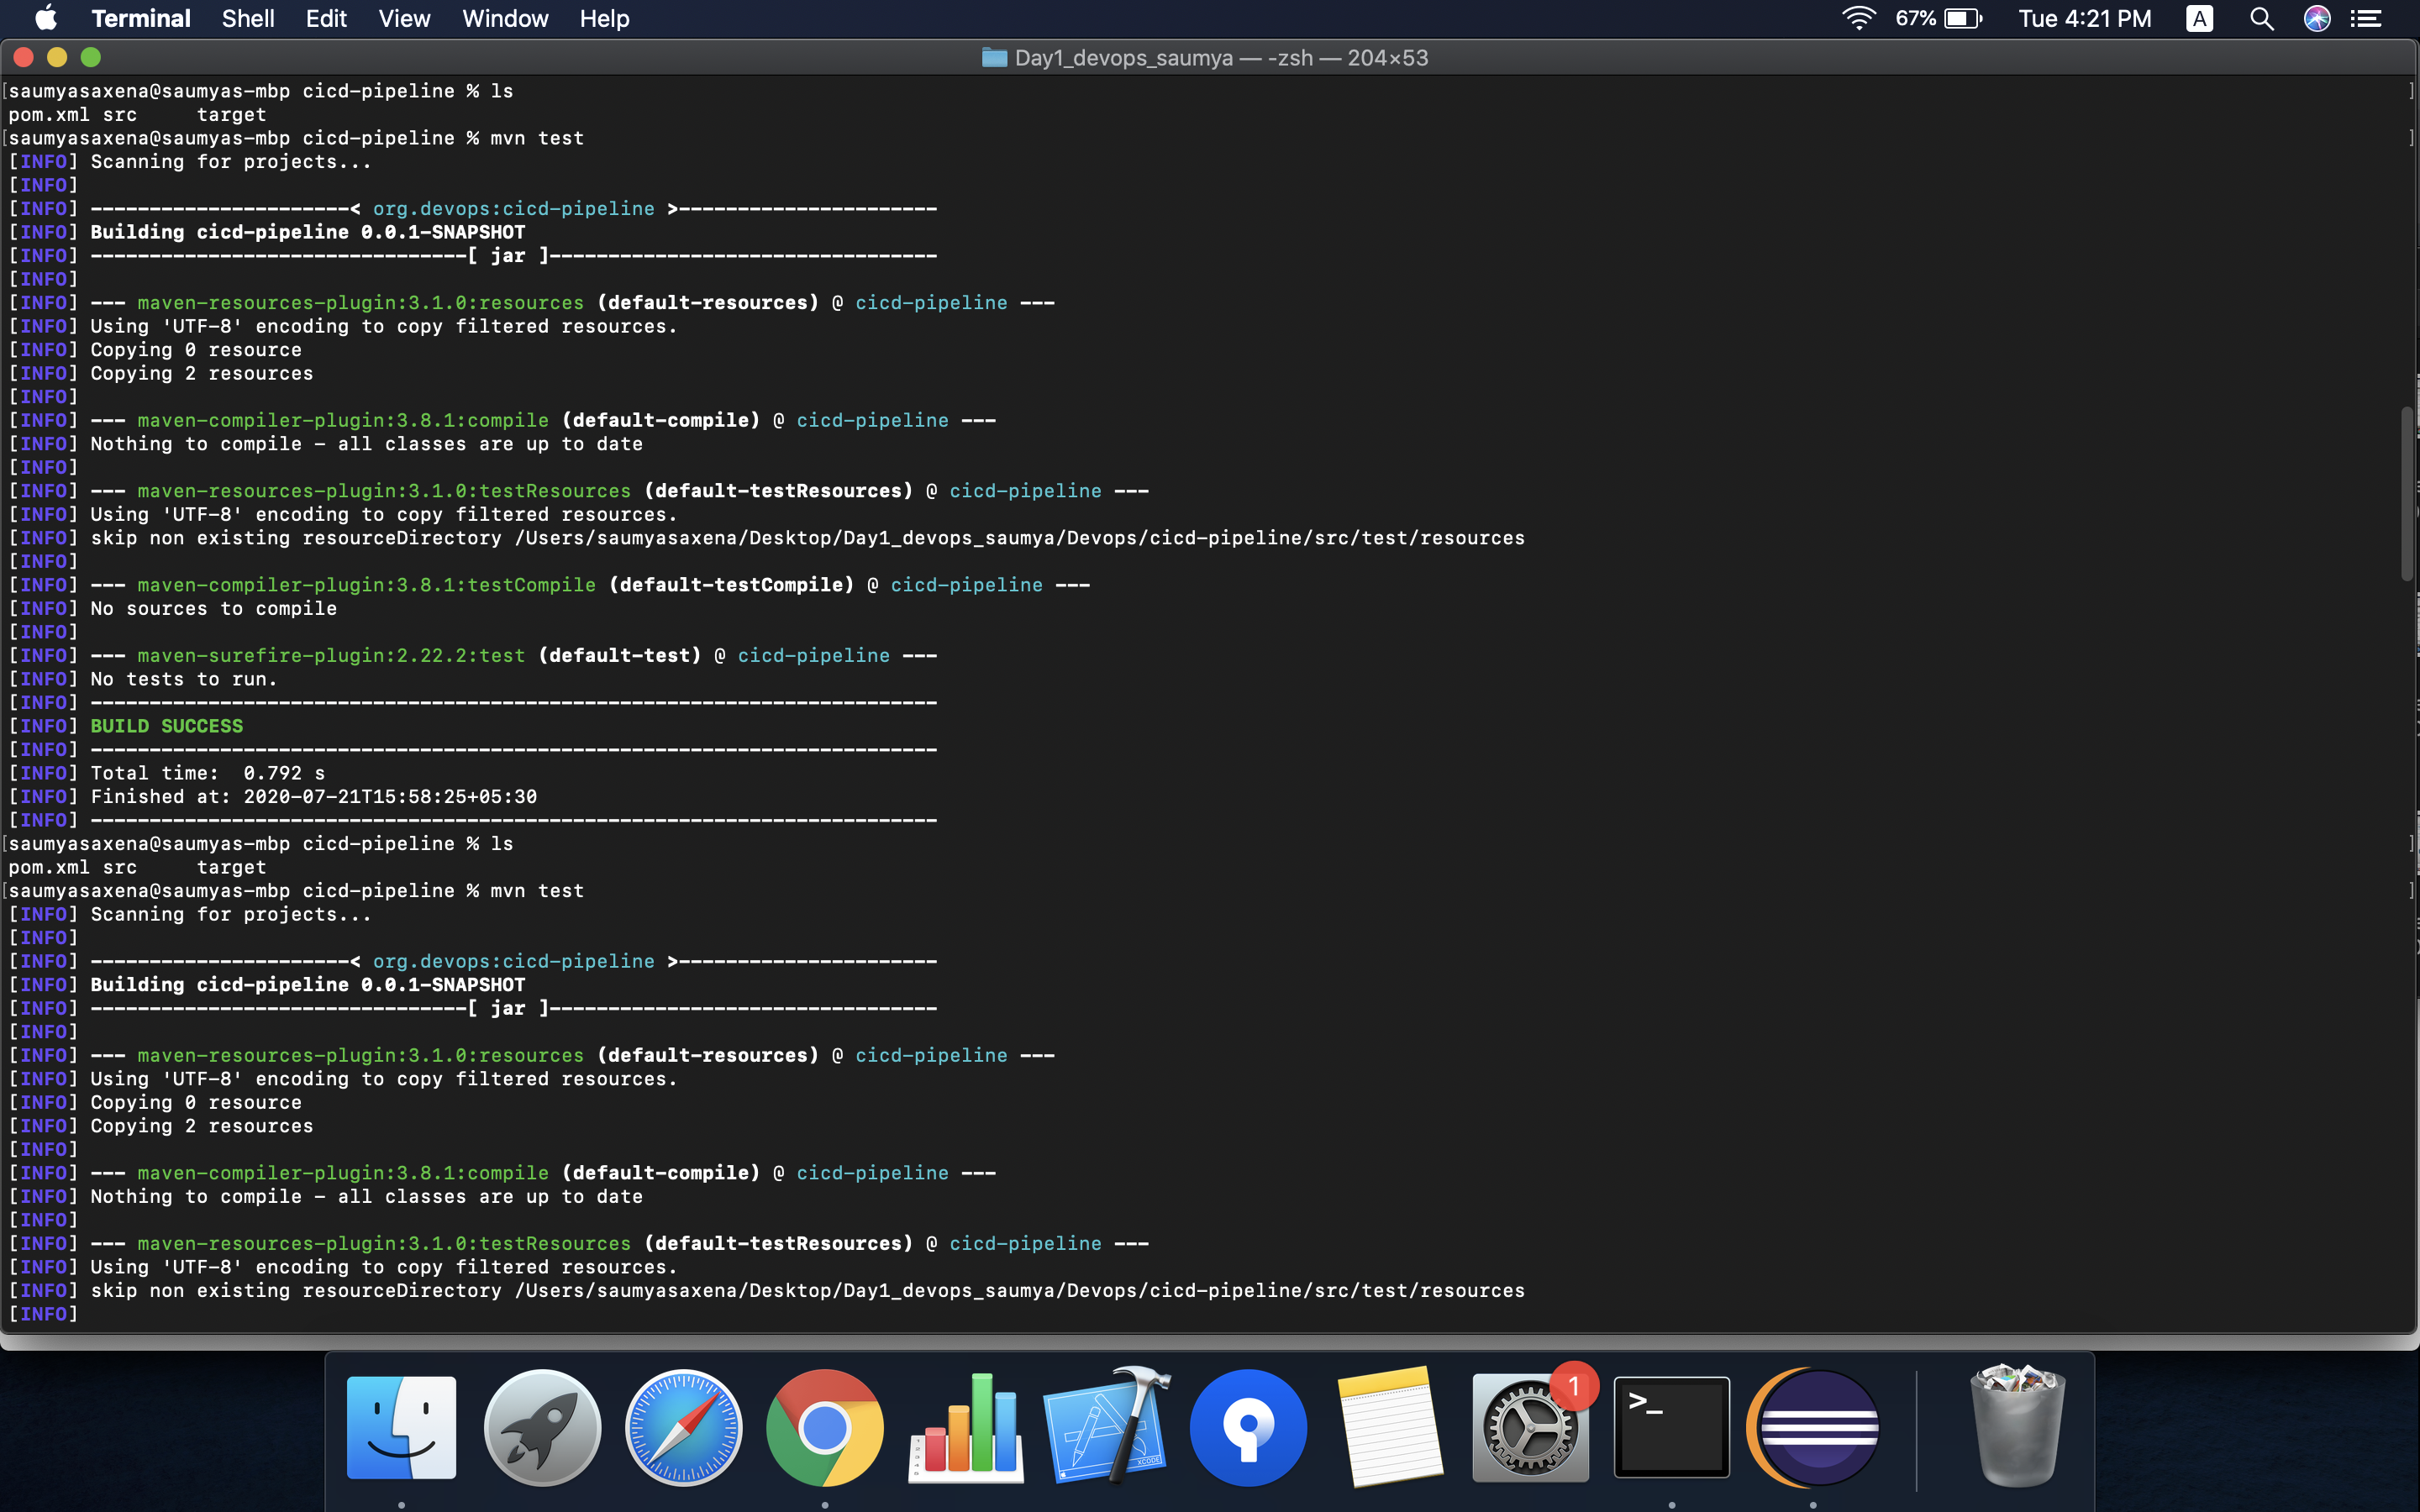 Terminal Shell Edit View Window Help 67% Tue 4:21 PM A
Day1_devops_saumya — -zsh — 204×53
[saumyasaxena@saumyas-mbp cicd-pipeline % ls ]
pom.xml src target
[saumyasaxena@saumyas-mbp cicd-pipeline % mvn test ]
[INFO] Scanning for projects...
[INFO]
[INFO] ----------------------< org.devops:cicd-pipeline >----------------------
[INFO] Building cicd-pipeline 0.0.1-SNAPSHOT
[INFO] --------------------------------[ jar ]---------------------------------
[INFO]
[INFO] --- maven-resources-plugin:3.1.0:resources (default-resources) @ cicd-pipeline ---
[INFO] Using 'UTF-8' encoding to copy filtered resources.
[INFO] Copying 0 resource
[INFO] Copying 2 resources
[INFO]
[INFO] --- maven-compiler-plugin:3.8.1:compile (default-compile) @ cicd-pipeline ---
[INFO] Nothing to compile - all classes are up to date
[INFO]
[INFO] --- maven-resources-plugin:3.1.0:testResources (default-testResources) @ cicd-pipeline ---
[INFO] Using 'UTF-8' encoding to copy filtered resources.
[INFO] skip non existing resourceDirectory /Users/saumyasaxena/Desktop/Day1_devops_saumya/Devops/cicd-pipeline/src/test/resources
[INFO]
[INFO] --- maven-compiler-plugin:3.8.1:testCompile (default-testCompile) @ cicd-pipeline ---
[INFO] No sources to compile
[INFO]
[INFO] --- maven-surefire-plugin:2.22.2:test (default-test) @ cicd-pipeline ---
[INFO] No tests to run.
[INFO] ------------------------------------------------------------------------
[INFO] BUILD SUCCESS
[INFO] ------------------------------------------------------------------------
[INFO] Total time:  0.792 s
[INFO] Finished at: 2020-07-21T15:58:25+05:30
[INFO] ------------------------------------------------------------------------
[saumyasaxena@saumyas-mbp cicd-pipeline % ls ]
pom.xml src target
[saumyasaxena@saumyas-mbp cicd-pipeline % mvn test ]
[INFO] Scanning for projects...
[INFO]
[INFO] ----------------------< org.devops:cicd-pipeline >----------------------
[INFO] Building cicd-pipeline 0.0.1-SNAPSHOT
[INFO] --------------------------------[ jar ]---------------------------------
[INFO]
[INFO] --- maven-resources-plugin:3.1.0:resources (default-resources) @ cicd-pipeline ---
[INFO] Using 'UTF-8' encoding to copy filtered resources.
[INFO] Copying 0 resource
[INFO] Copying 2 resources
[INFO]
[INFO] --- maven-compiler-plugin:3.8.1:compile (default-compile) @ cicd-pipeline ---
[INFO] Nothing to compile - all classes are up to date
[INFO]
[INFO] --- maven-resources-plugin:3.1.0:testResources (default-testResources) @ cicd-pipeline ---
[INFO] Using 'UTF-8' encoding to copy filtered resources.
[INFO] skip non existing resourceDirectory /Users/saumyasaxena/Desktop/Day1_devops_saumya/Devops/cicd-pipeline/src/test/resources
[INFO]
1
>_
XCODE